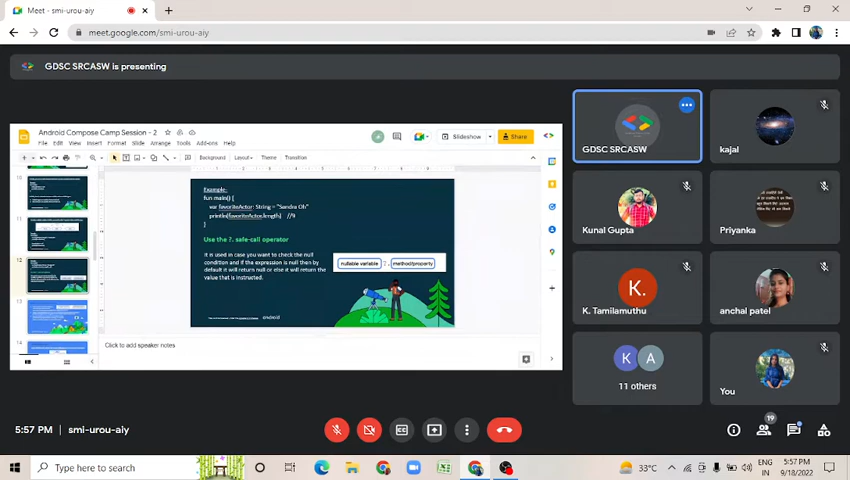 Meet - smi-urou-aiy
meet.google.com/smi-urou-aiy
GDSC SRCASW is presenting
Android Compose Camp Session - 2
File Edit View Insert Format Slide Arrange Tools Add-ons Help
Slideshow
Share
Background Layout Theme Transition
10
11
12
13
14
Example:-
fun main() {
var favoriteActor: String = "Sandra Oh"
println(favoriteActor.length) //9
}
Use the ?. safe-call operator
It is used in case you want to check the null
condition and if the expression is null then by
default it will return null or else it will return the
value that is instructed.
nullable variable ?. method/property
android
Click to add speaker notes
GDSC SRCASW
kajal
Kunal Gupta
Priyanka
K.
K. Tamilamuthu
anchal patel
K A
11 others
You
5:57 PM | smi-urou-aiy
19
Type here to search
33°C
ENG
IN
5:57 PM
9/18/2022